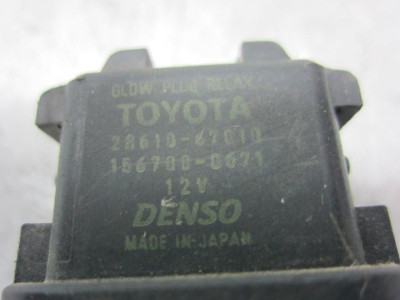 GLOW PLUG RELAY
TOYOTA
28610-67010
156700-0671
12V
DENSO
MADE IN JAPAN